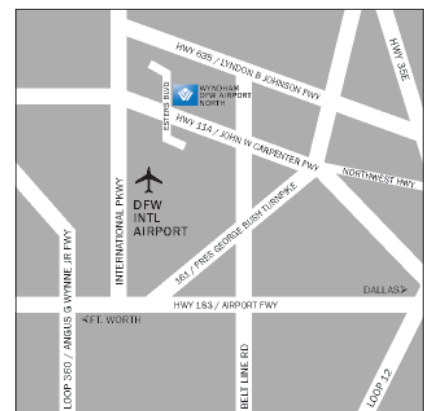 HWY 635 / LYNDON B JOHNSON PWY
HWY 35E
WYNDHAM
DFW AIRPORT
NORTH
ESTERS BLVD
HWY 114 / JOHN W CARPENTER FWY
NORTHWEST HWY
DFW
INTL
AIRPORT
INTERNATIONAL PKWY
161 / PRES GEORGE BUSH TURNPIKE
LOOP 360 / ANGUS G WYNNE JR FWY
DALLAS
HWY 183 / AIRPORT FWY
FT. WORTH
BELT LINE RD
LOOP 12